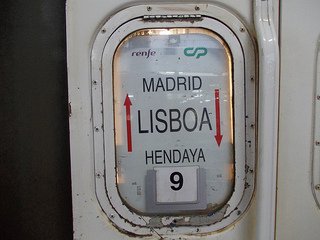 renfe CP
MADRID
LISBOA
HENDAYA
9